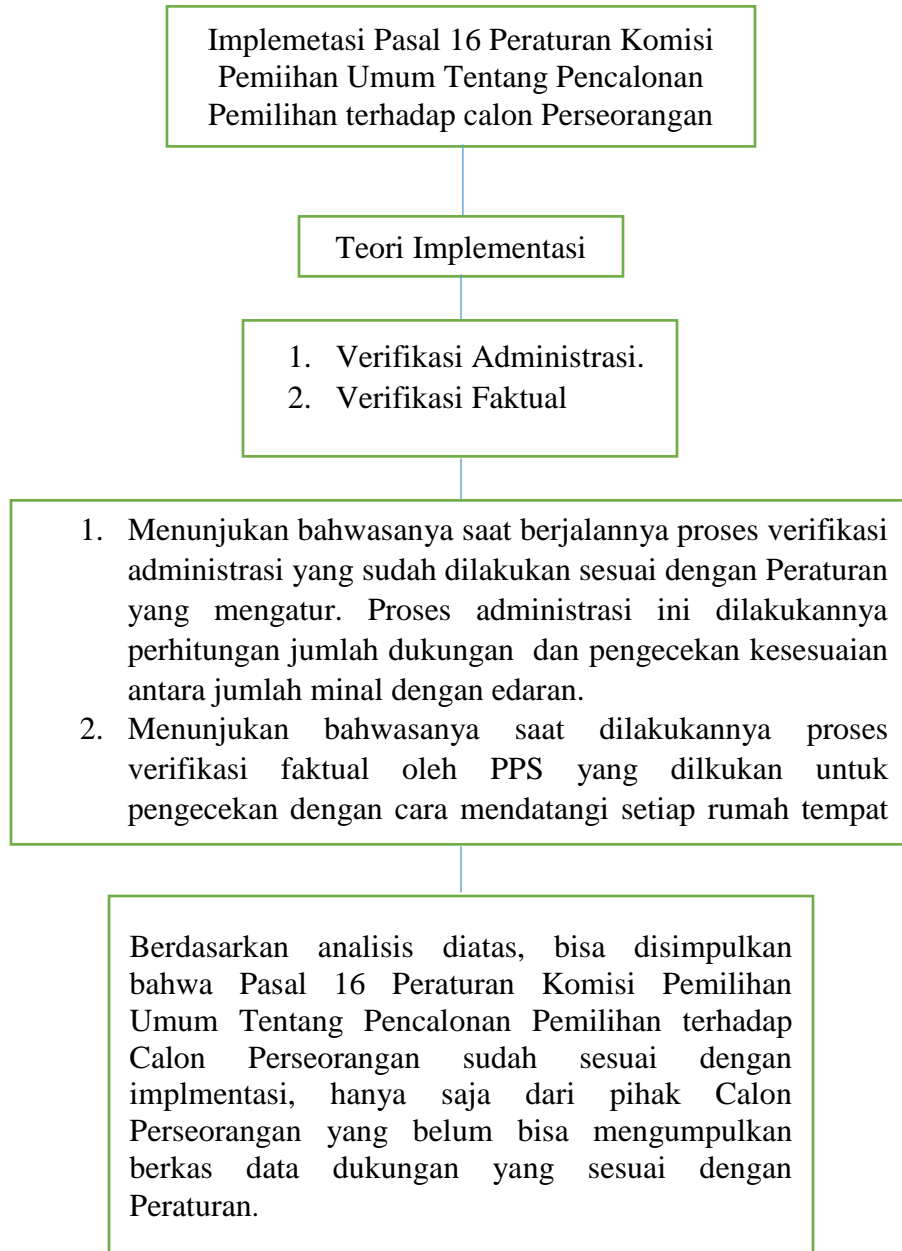 Implemetasi Pasal 16 Peraturan Komisi
Pemiihan Umum Tentang Pencalonan
Pemilihan terhadap calon Perseorangan
Teori Implementasi
1. Verifikasi Administrasi.
2. Verifikasi Faktual
1. Menunjukan bahwasanya saat berjalannya proses verifikasi
administrasi yang sudah dilakukan sesuai dengan Peraturan
yang mengatur. Proses administrasi ini dilakukannya
perhitungan jumlah dukungan dan pengecekan kesesuaian
antara jumlah minal dengan edaran.
2. Menunjukan bahwasanya saat dilakukannya proses
verifikasi faktual oleh PPS yang dilkukan untuk
pengecekan dengan cara mendatangi setiap rumah tempat
Berdasarkan analisis diatas, bisa disimpulkan
bahwa Pasal 16 Peraturan Komisi Pemilihan
Umum Tentang Pencalonan Pemilihan terhadap
Calon Perseorangan sudah sesuai dengan
implmentasi, hanya saja dari pihak Calon
Perseorangan yang belum bisa mengumpulkan
berkas data dukungan yang sesuai dengan
Peraturan.